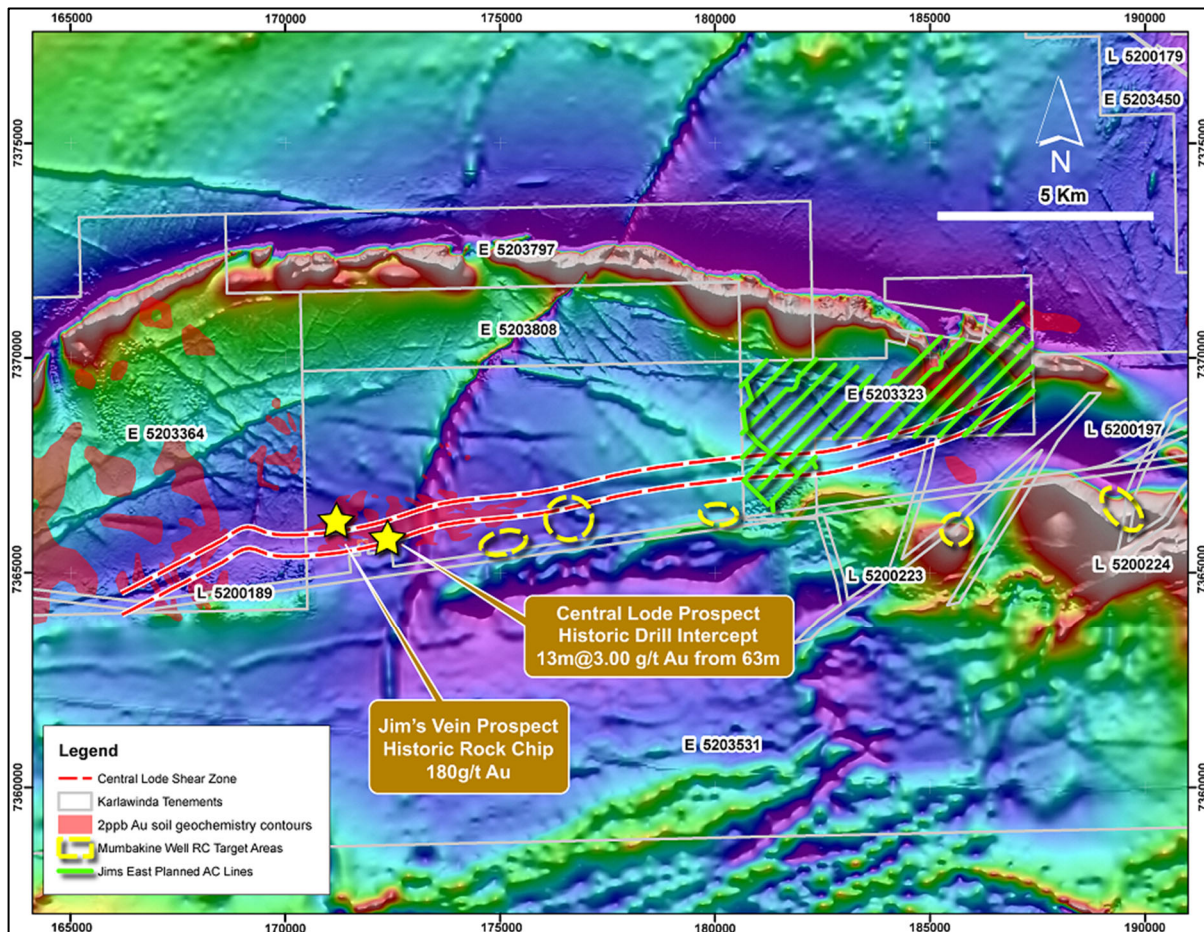 165000
170000
175000
180000
185000
190000
L 5200179
E 5203450
7375000
7375000
N
5 Km
E 5203797
E 5203808
7370000
7370000
E 5203323
E 5203364
L 5200197
7365000
L 5200189
L 5200223
L 5200224
7365000
Central Lode Prospect
Historic Drill Intercept
13m@3.00 g/t Au from 63m
Jim's Vein Prospect
Historic Rock Chip
180g/t Au
E 5203531
7360000
7360000
Legend
Central Lode Shear Zone
Karlawinda Tenements
2ppb Au soil geochemistry contours
Mumbakine Well RC Target Areas
Jims East Planned AC Lines
165000
170000
175000
180000
185000
190000